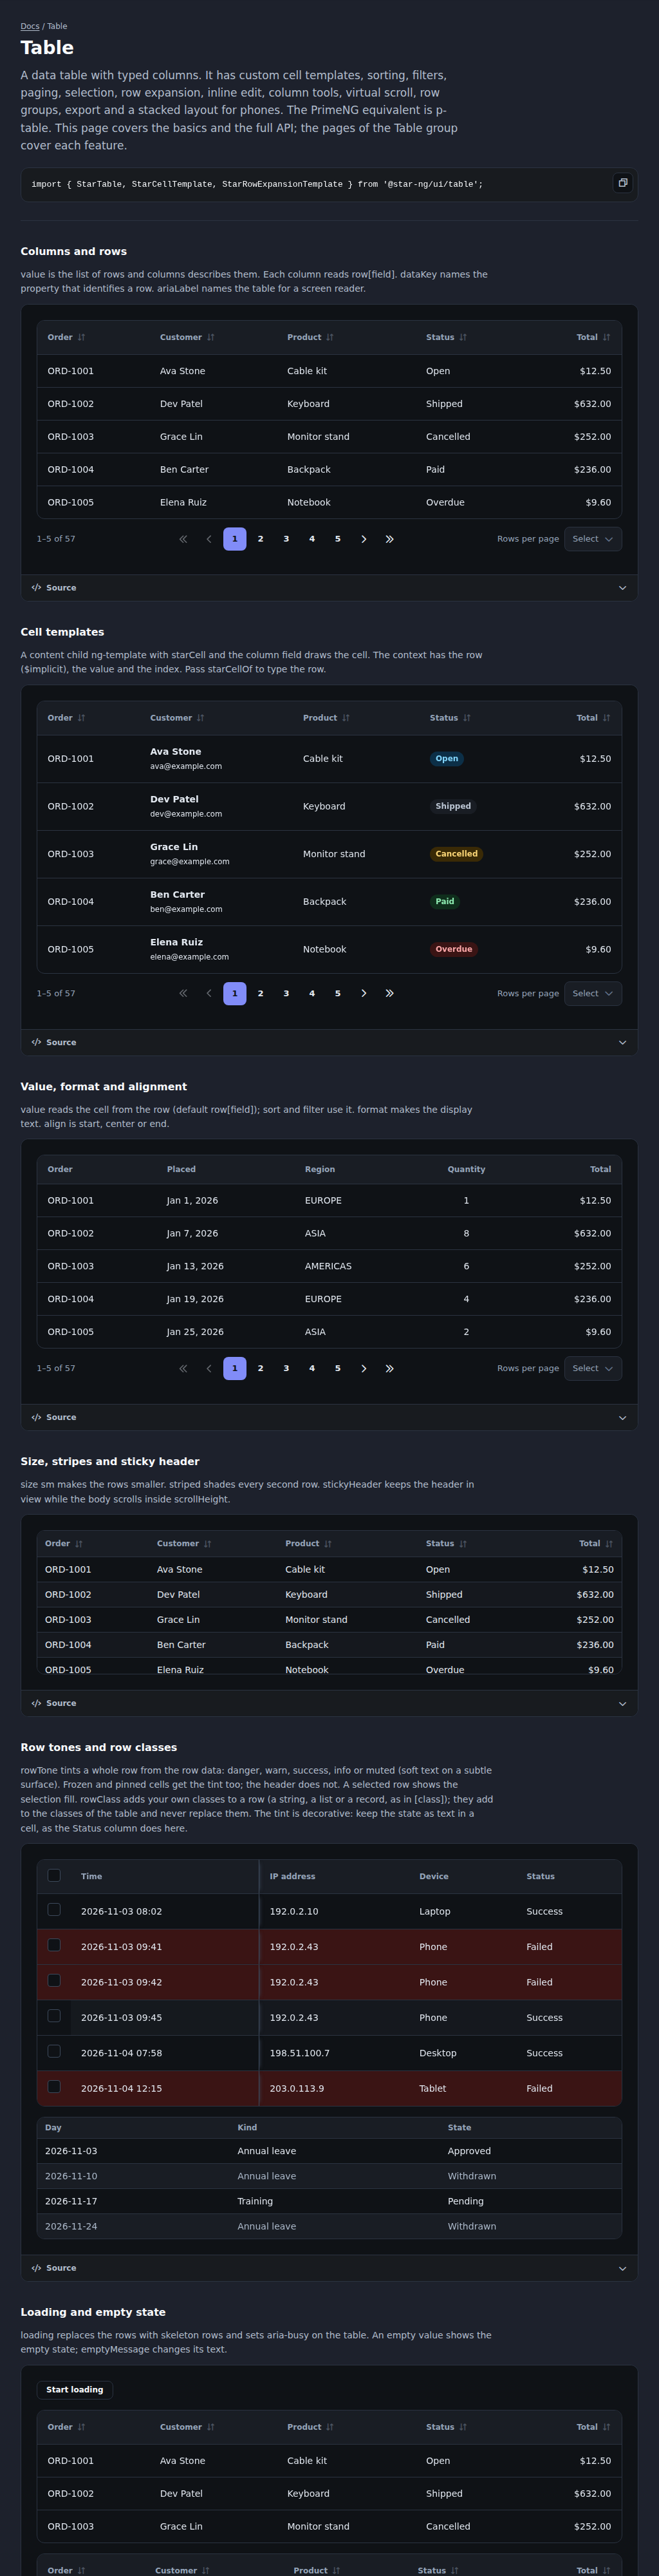 Docs / Table
Table
A data table with typed columns. It has custom cell templates, sorting, filters,
paging, selection, row expansion, inline edit, column tools, virtual scroll, row
groups, export and a stacked layout for phones. The PrimeNG equivalent is p-
table. This page covers the basics and the full API; the pages of the Table group
cover each feature.
import { StarTable, StarCellTemplate, StarRowExpansionTemplate } from '@star-ng/ui/table';
Columns and rows
value is the list of rows and columns describes them. Each column reads row[field]. dataKey names the
property that identifies a row. ariaLabel names the table for a screen reader.
Order Customer Product Status Total
ORD-1001 Ava Stone Cable kit Open $12.50
ORD-1002 Dev Patel Keyboard Shipped $632.00
ORD-1003 Grace Lin Monitor stand Cancelled $252.00
ORD-1004 Ben Carter Backpack Paid $236.00
ORD-1005 Elena Ruiz Notebook Overdue $9.60
1–5 of 57 1 2 3 4 5 Rows per page Select
Source
Cell templates
A content child ng-template with starCell and the column field draws the cell. The context has the row
($implicit), the value and the index. Pass starCellOf to type the row.
Order Customer Product Status Total
ORD-1001 Ava Stone Cable kit Open $12.50
ava@example.com
ORD-1002 Dev Patel Keyboard Shipped $632.00
dev@example.com
ORD-1003 Grace Lin Monitor stand Cancelled $252.00
grace@example.com
ORD-1004 Ben Carter Backpack Paid $236.00
ben@example.com
ORD-1005 Elena Ruiz Notebook Overdue $9.60
elena@example.com
1–5 of 57 1 2 3 4 5 Rows per page Select
Source
Value, format and alignment
value reads the cell from the row (default row[field]); sort and filter use it. format makes the display
text. align is start, center or end.
Order Placed Region Quantity Total
ORD-1001 Jan 1, 2026 EUROPE 1 $12.50
ORD-1002 Jan 7, 2026 ASIA 8 $632.00
ORD-1003 Jan 13, 2026 AMERICAS 6 $252.00
ORD-1004 Jan 19, 2026 EUROPE 4 $236.00
ORD-1005 Jan 25, 2026 ASIA 2 $9.60
1–5 of 57 1 2 3 4 5 Rows per page Select
Source
Size, stripes and sticky header
size sm makes the rows smaller. striped shades every second row. stickyHeader keeps the header in
view while the body scrolls inside scrollHeight.
Order Customer Product Status Total
ORD-1001 Ava Stone Cable kit Open $12.50
ORD-1002 Dev Patel Keyboard Shipped $632.00
ORD-1003 Grace Lin Monitor stand Cancelled $252.00
ORD-1004 Ben Carter Backpack Paid $236.00
ORD-1005 Elena Ruiz Notebook Overdue $9.60
Source
Row tones and row classes
rowTone tints a whole row from the row data: danger, warn, success, info or muted (soft text on a subtle
surface). Frozen and pinned cells get the tint too; the header does not. A selected row shows the
selection fill. rowClass adds your own classes to a row (a string, a list or a record, as in [class]); they add
to the classes of the table and never replace them. The tint is decorative: keep the state as text in a
cell, as the Status column does here.
Time IP address Device Status
2026-11-03 08:02 192.0.2.10 Laptop Success
2026-11-03 09:41 192.0.2.43 Phone Failed
2026-11-03 09:42 192.0.2.43 Phone Failed
2026-11-03 09:45 192.0.2.43 Phone Success
2026-11-04 07:58 198.51.100.7 Desktop Success
2026-11-04 12:15 203.0.113.9 Tablet Failed
Day Kind State
2026-11-03 Annual leave Approved
2026-11-10 Annual leave Withdrawn
2026-11-17 Training Pending
2026-11-24 Annual leave Withdrawn
Source
Loading and empty state
loading replaces the rows with skeleton rows and sets aria-busy on the table. An empty value shows the
empty state; emptyMessage changes its text.
Start loading
Order Customer Product Status Total
ORD-1001 Ava Stone Cable kit Open $12.50
ORD-1002 Dev Patel Keyboard Shipped $632.00
ORD-1003 Grace Lin Monitor stand Cancelled $252.00
Order Customer Product Status Total